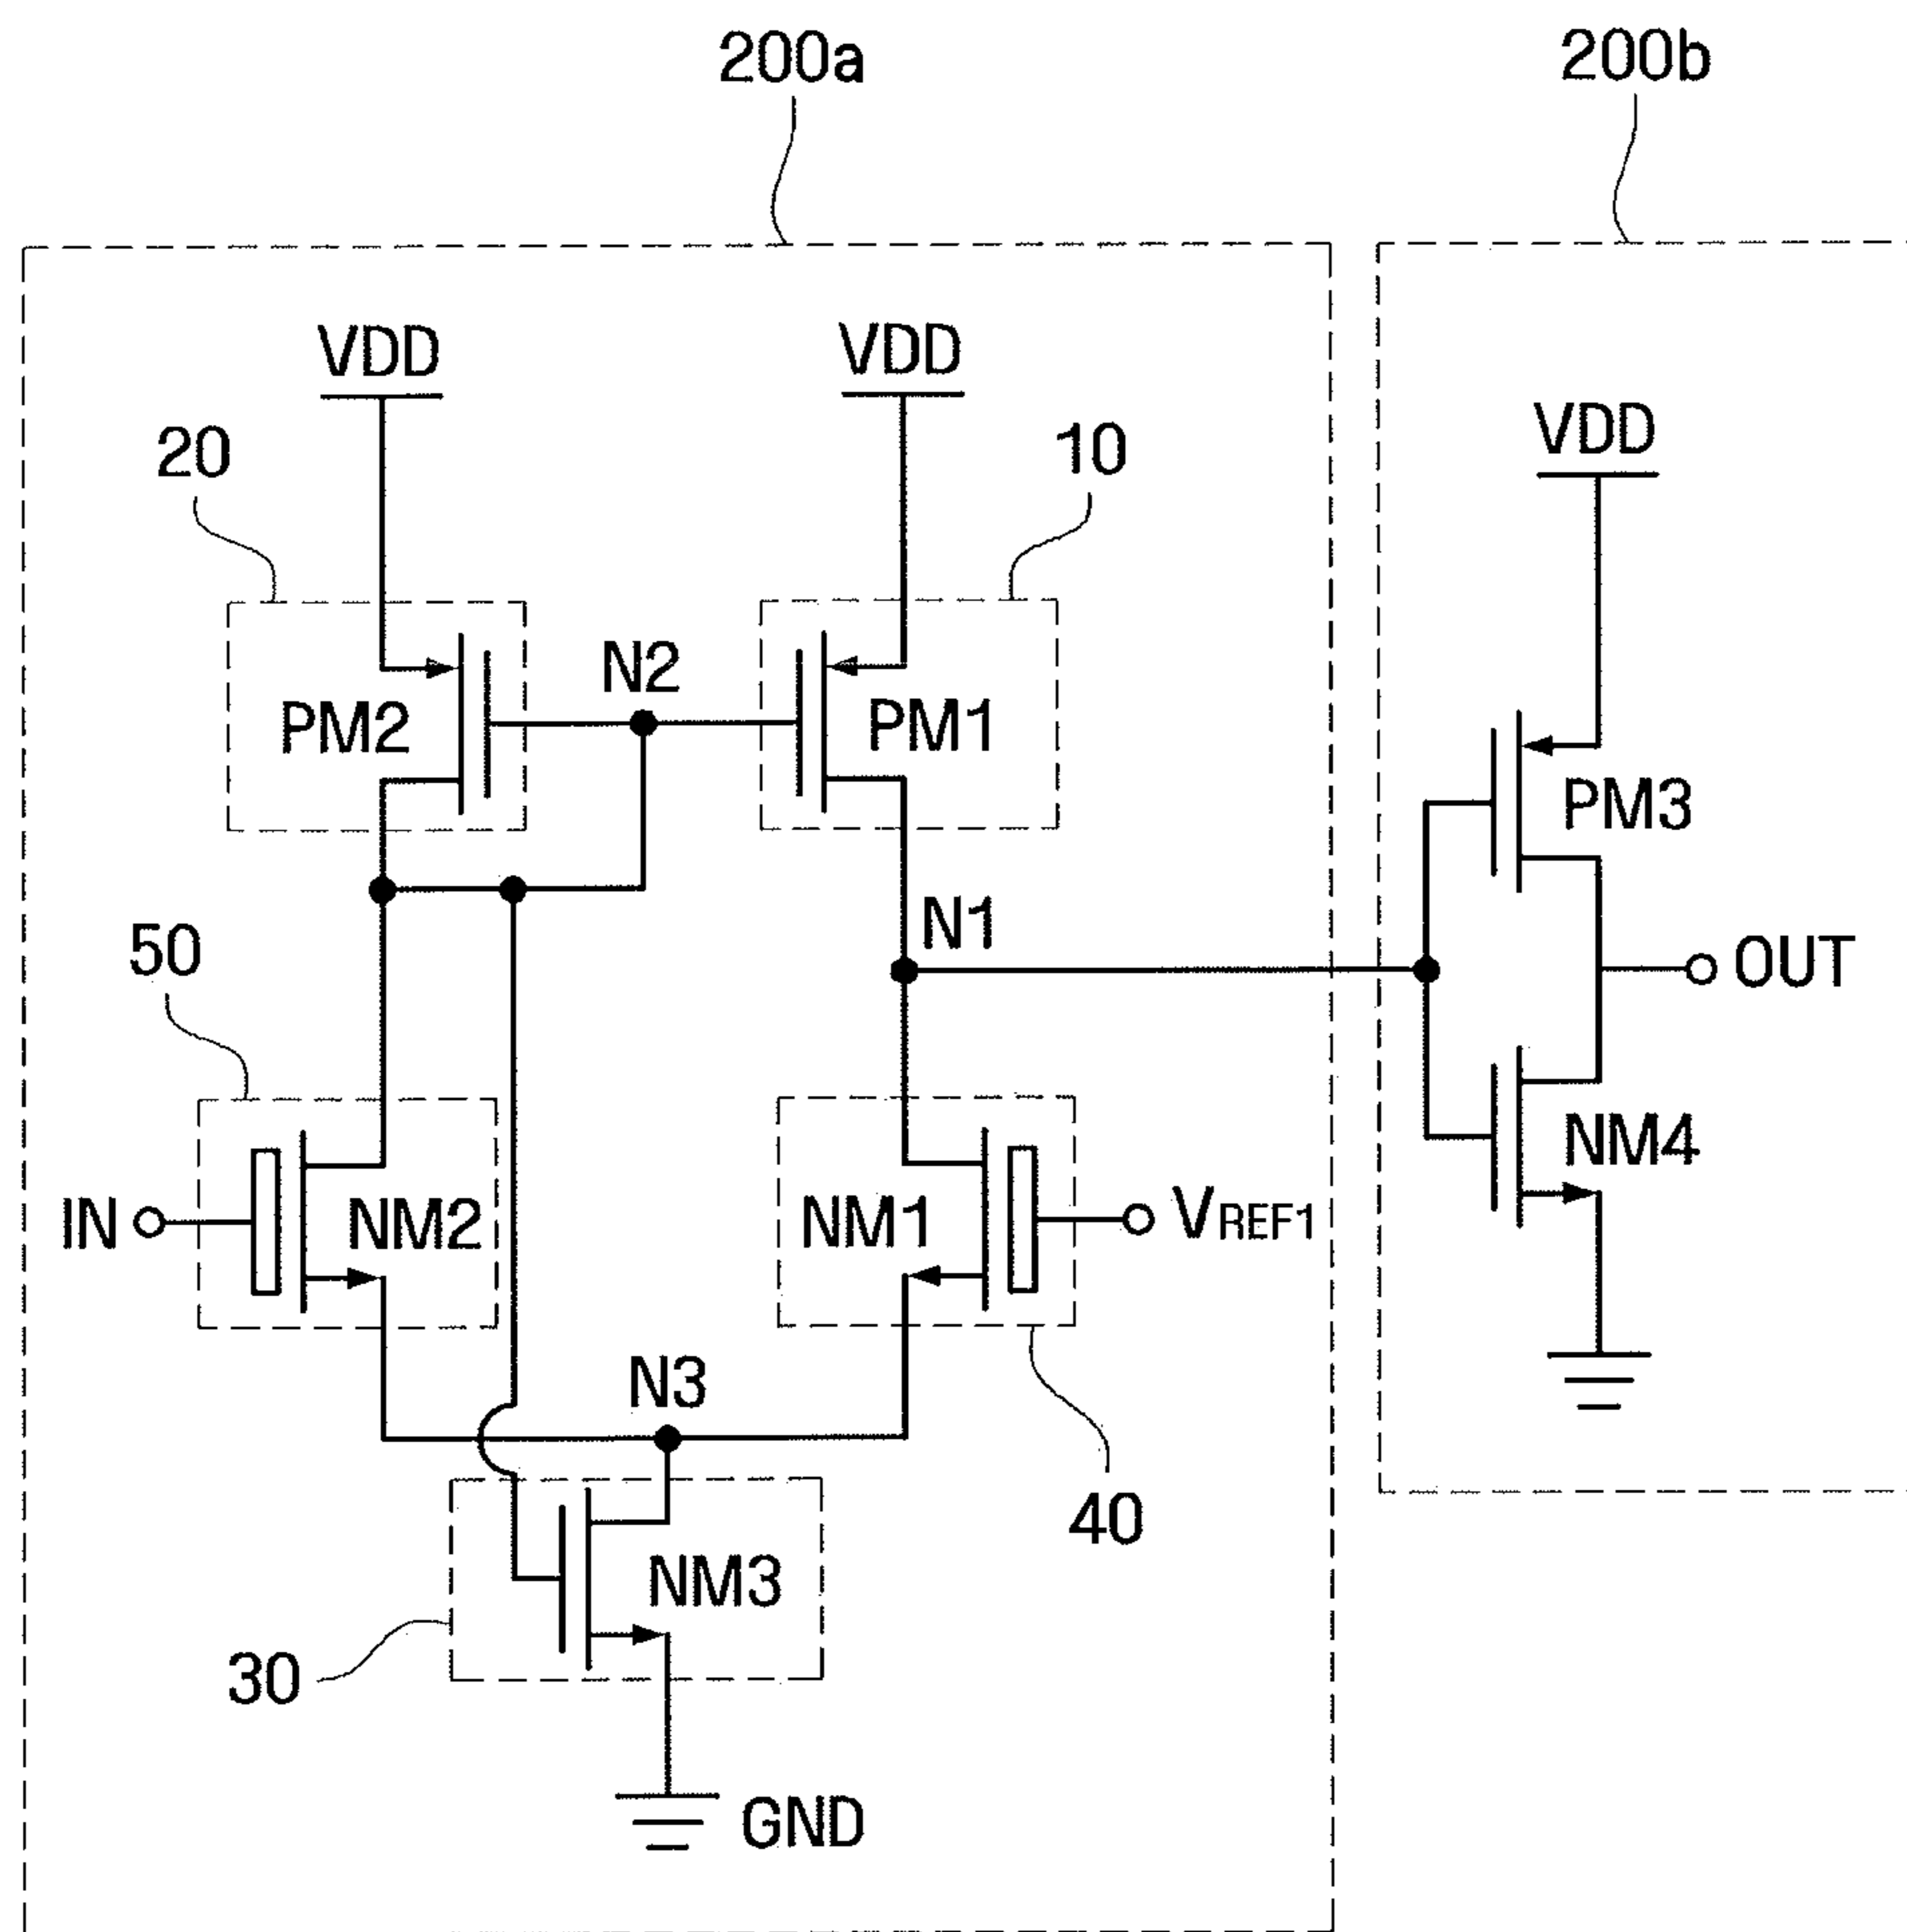 200a
200b
VDD
VDD
VDD
20
10
N2
PM2
PM1
PM3
N1
50
OUT
NM4
IN
NM2
NM1
VREF1
N3
40
NM3
30
GND